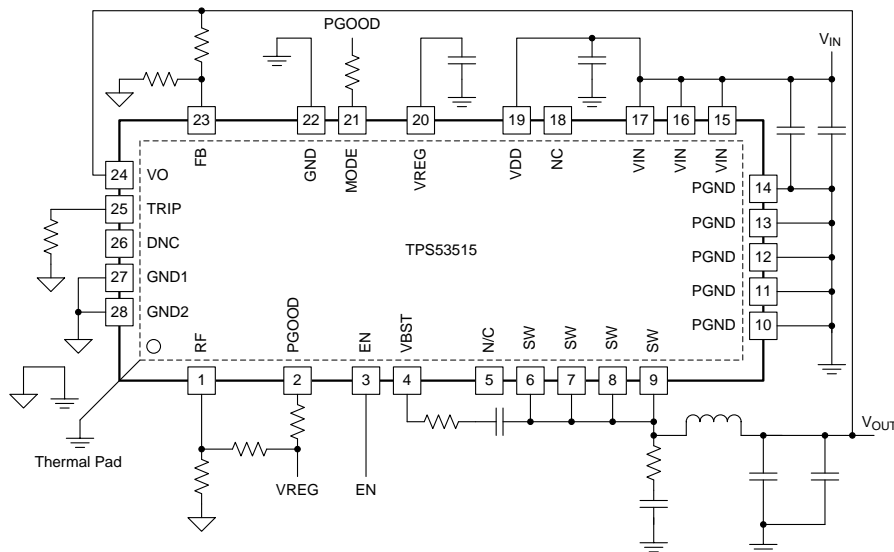 PGOOD
V_IN
23 22 21 20 19 18 17 16 15
FB GND MODE VREG VDD NC VIN VIN VIN
24 VO
25 TRIP
26 DNC
27 GND1
28 GND2
PGND 14
PGND 13
PGND 12
PGND 11
PGND 10
TPS53515
RF PGOOD EN VBST N/C SW SW SW SW
1 2 3 4 5 6 7 8 9
Thermal Pad
VREG EN
V_OUT